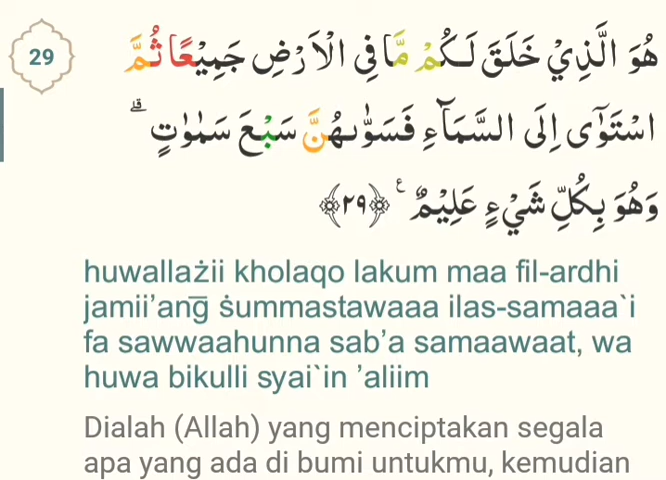 29
هُوَ الَّذِيْ خَلَقَ لَكُمْ مَّا فِى الْاَرْضِ جَمِيْعًا ثُمَّ
اسْتَوٰٓى اِلَى السَّمَاۤءِ فَسَوّٰىهُنَّ سَبْعَ سَمٰوٰتٍ ۗ
وَهُوَ بِكُلِّ شَيْءٍ عَلِيْمٌ ࣖ ﴿٢٩﴾
huwallażii kholaqo lakum maa fil-ardhi
jamii’ang̅ ṡummastawaaa ilas-samaaa`i
fa sawwaahunna sab’a samaawaat, wa
huwa bikulli syai`in ’aliim
Dialah (Allah) yang menciptakan segala
apa yang ada di bumi untukmu, kemudian